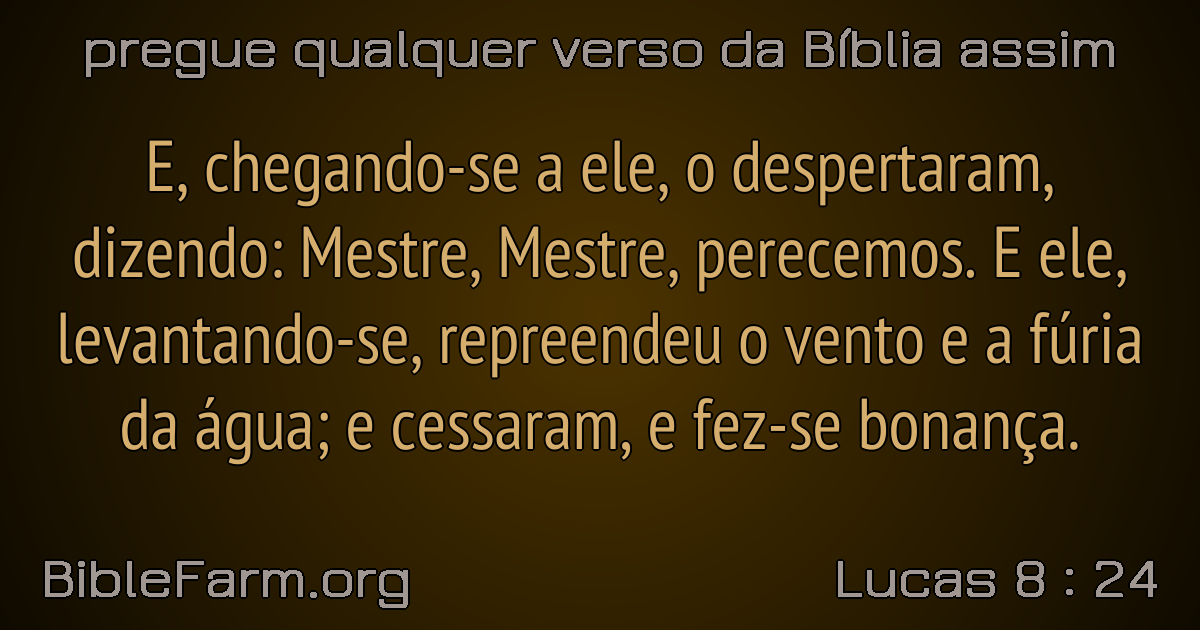 pregue qualquer verso da Bíblia assim
E, chegando-se a ele, o despertaram,
dizendo: Mestre, Mestre, perecemos. E ele,
levantando-se, repreendeu o vento e a fúria
da água; e cessaram, e fez-se bonança.
BibleFarm.org
Lucas 8 : 24